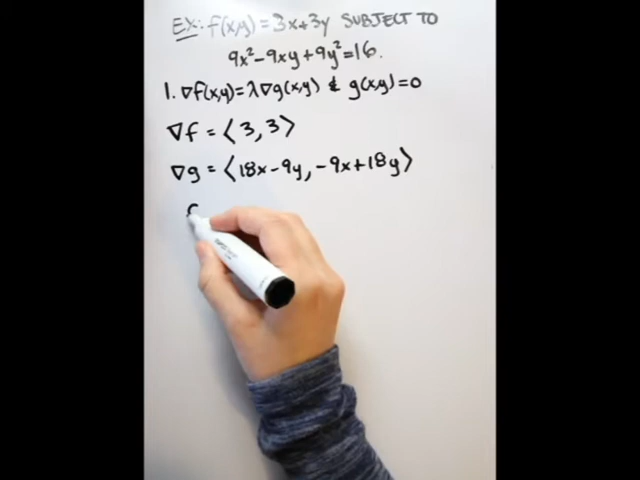 EX: f(x,y)=3x+3y SUBJECT TO
9x²-9xy+9y²=16.
1. ∇f(x,y)=λ∇g(x,y) & g(x,y)=0
∇f = ⟨3,3⟩
∇g = ⟨18x-9y, -9x+18y⟩